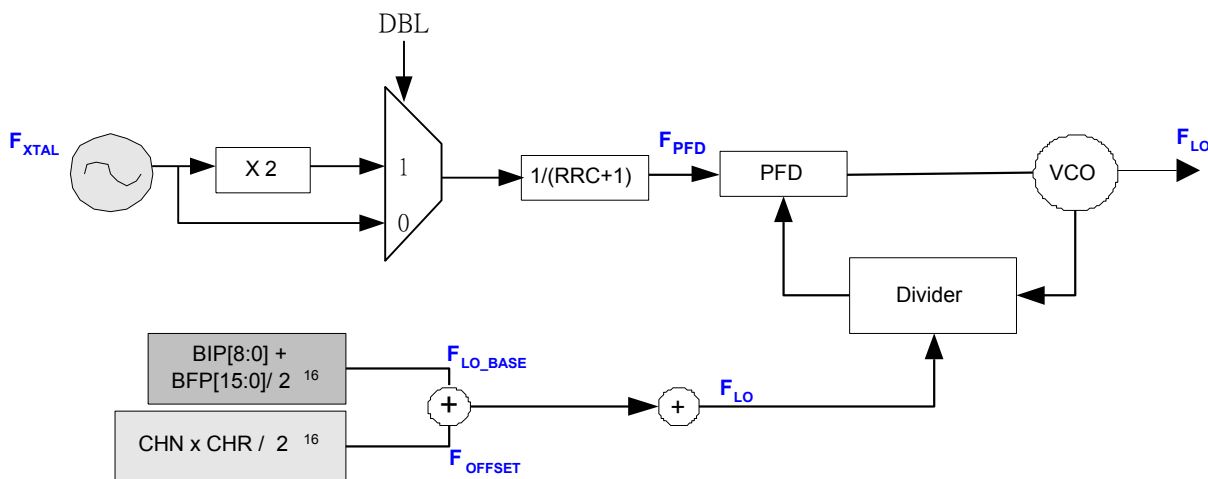 DBL
F_XTAL
X 2
1
0
1/(RRC+1)
F_PFD
PFD
VCO
F_LO
Divider
BIP[8:0] +
BFP[15:0]/ 2 16
F_LO_BASE
+
+
F_LO
CHN x CHR / 2 16
F_OFFSET